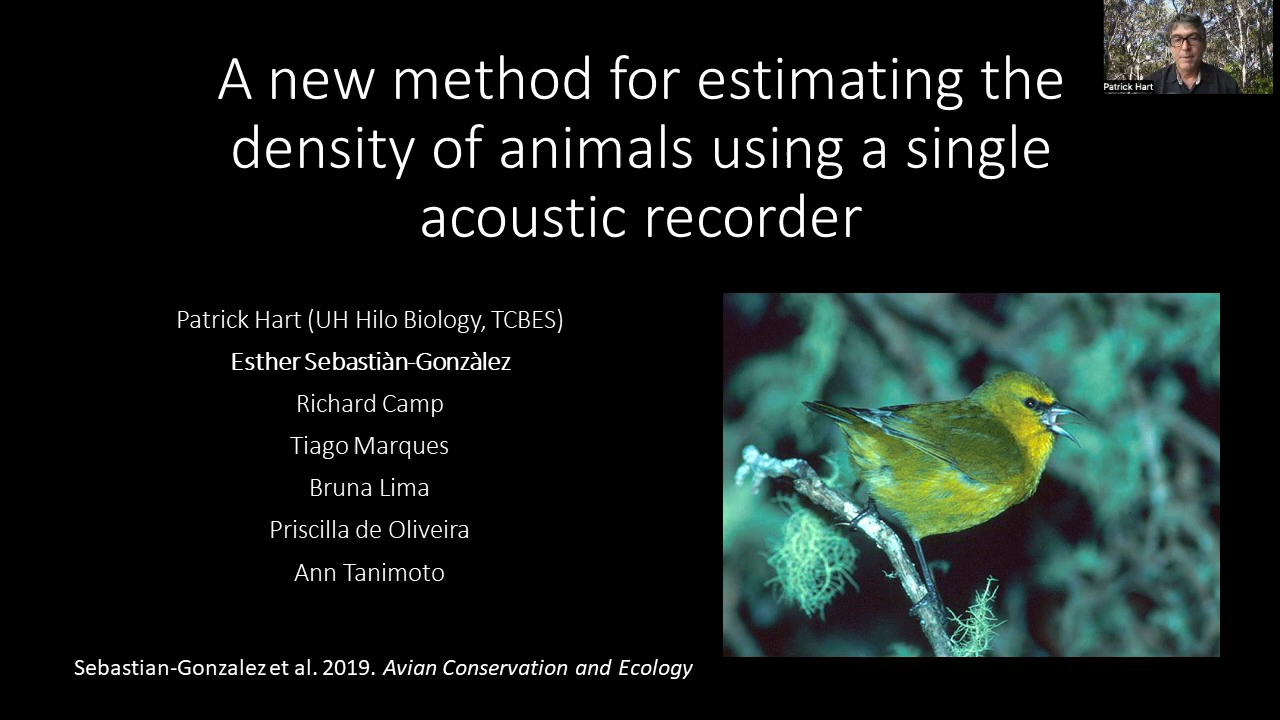 A new method for estimating the
density of animals using a single
acoustic recorder
Patrick Hart
Patrick Hart (UH Hilo Biology, TCBES)
Esther Sebastiàn-Gonzàlez
Richard Camp
Tiago Marques
Bruna Lima
Priscilla de Oliveira
Ann Tanimoto
Sebastian-Gonzalez et al. 2019. Avian Conservation and Ecology